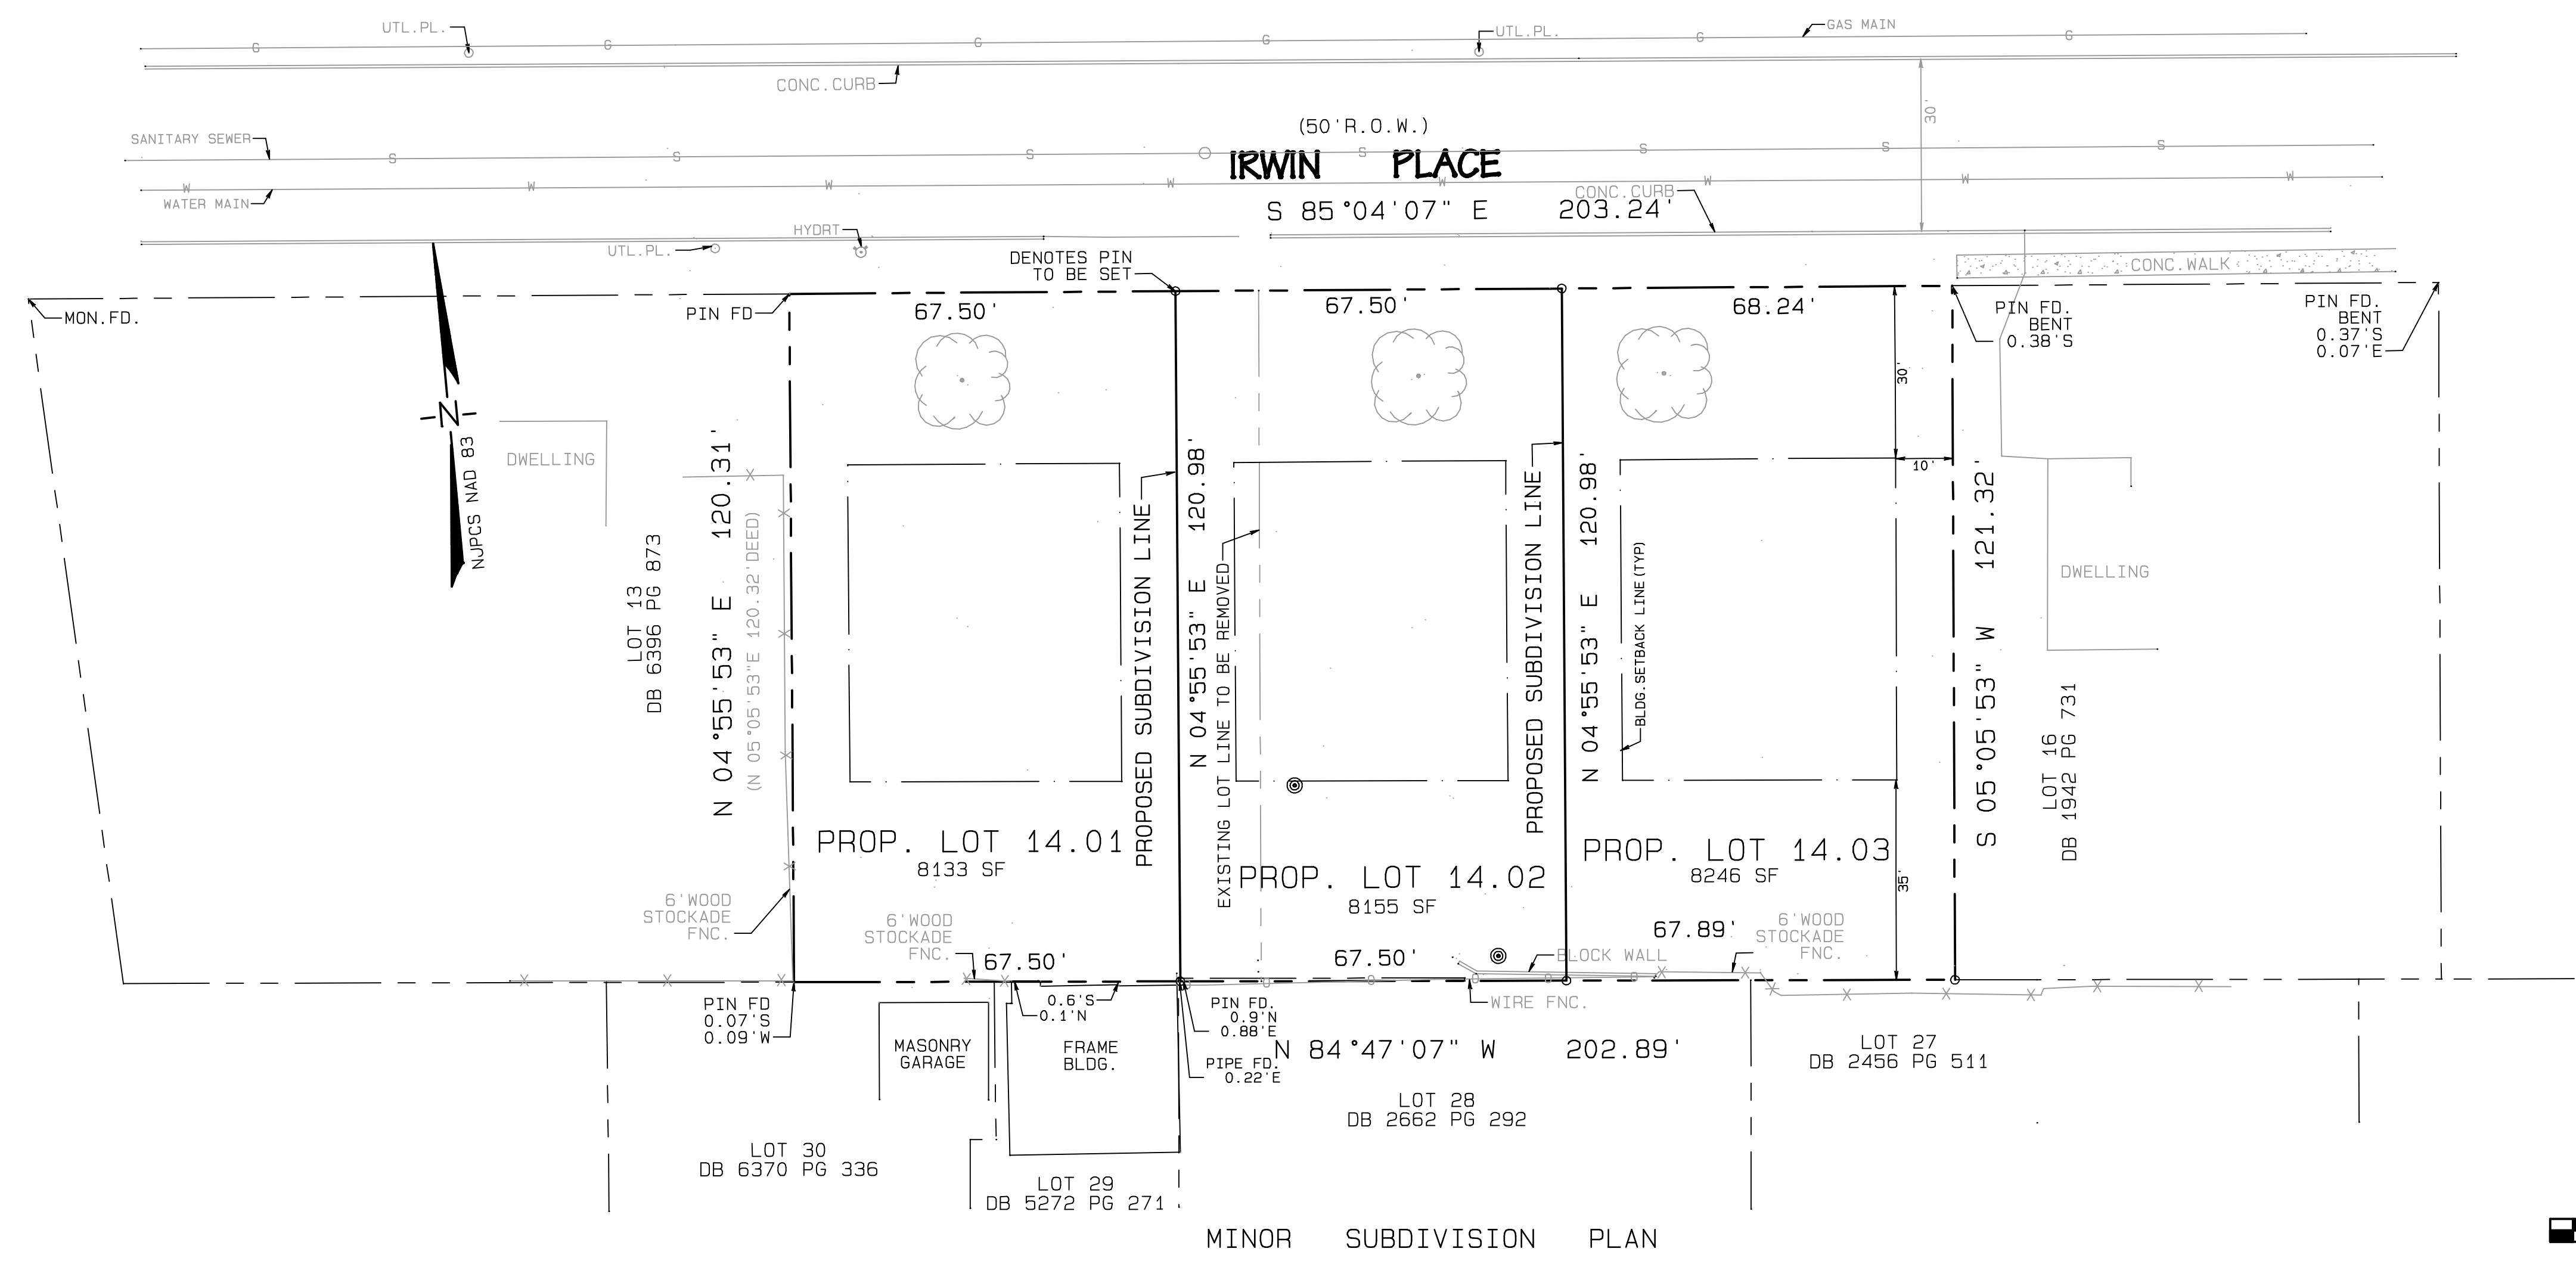 UTL.PL.
UTL.PL.
GAS MAIN
G G G G G G
CONC.CURB
30'
(50'R.O.W.)
SANITARY SEWER
S S S S S S S
IRWIN PLACE
W W W W W W W W
WATER MAIN
CONC.CURB
S 85°04'07" E 203.24'
HYDRT
UTL.PL.
DENOTES PIN
TO BE SET
CONC.WALK
MON.FD.
PIN FD
67.50'
67.50'
68.24'
PIN FD.
BENT
0.38'S
PIN FD.
BENT
0.37'S
0.07'E
30'
10'
N
NJPCS NAD 83
DWELLING
LOT 13
DB 6396 PG 873
N 04°55'53" E 120.31'
(N 05°05'53"E 120.32'DEED)
PROPOSED SUBDIVISION LINE
N 04°55'53" E 120.98'
EXISTING LOT LINE TO BE REMOVED
PROPOSED SUBDIVISION LINE
N 04°55'53" E 120.98'
BLDG.SETBACK LINE (TYP)
S 05°05'53" W 121.32'
DWELLING
LOT 16
DB 1942 PG 731
PROP. LOT 14.01
8133 SF
PROP. LOT 14.02
8155 SF
PROP. LOT 14.03
8246 SF
35'
6'WOOD
STOCKADE
FNC.
6'WOOD
STOCKADE
FNC.
67.50'
67.50'
67.89'
6'WOOD
STOCKADE
FNC.
BLOCK WALL
WIRE FNC.
PIN FD
0.07'S
0.09'W
0.6'S
0.1'N
PIN FD.
0.9'N
0.88'E
PIPE FD.
0.22'E
N 84°47'07" W 202.89'
MASONRY
GARAGE
FRAME
BLDG.
LOT 27
DB 2456 PG 511
LOT 28
DB 2662 PG 292
LOT 30
DB 6370 PG 336
LOT 29
DB 5272 PG 271
MINOR SUBDIVISION PLAN